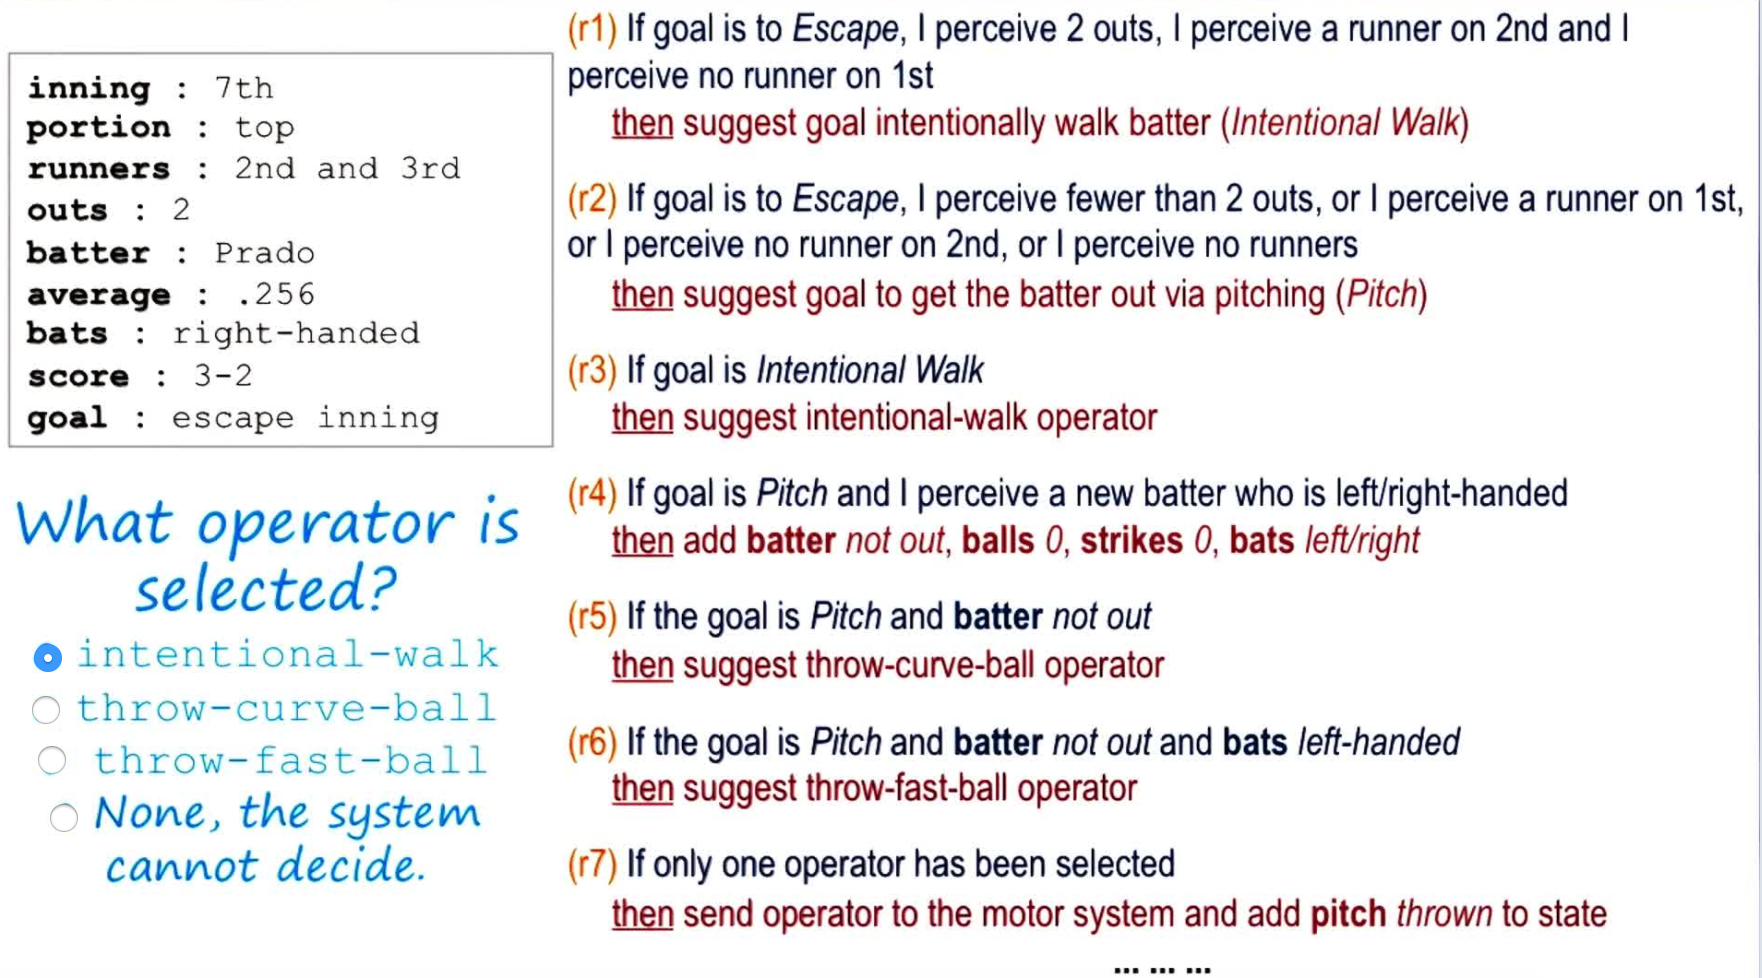 inning : 7th
portion : top
runners : 2nd and 3rd
outs : 2
batter : Prado
average : .256
bats : right-handed
score : 3-2
goal : escape inning
What operator is
selected?
intentional-walk
throw-curve-ball
throw-fast-ball
None, the system
cannot decide.
(r1) If goal is to Escape, I perceive 2 outs, I perceive a runner on 2nd and I
perceive no runner on 1st
then suggest goal intentionally walk batter (Intentional Walk)
(r2) If goal is to Escape, I perceive fewer than 2 outs, or I perceive a runner on 1st,
or I perceive no runner on 2nd, or I perceive no runners
then suggest goal to get the batter out via pitching (Pitch)
(r3) If goal is Intentional Walk
then suggest intentional-walk operator
(r4) If goal is Pitch and I perceive a new batter who is left/right-handed
then add batter not out, balls 0, strikes 0, bats left/right
(r5) If the goal is Pitch and batter not out
then suggest throw-curve-ball operator
(r6) If the goal is Pitch and batter not out and bats left-handed
then suggest throw-fast-ball operator
(r7) If only one operator has been selected
then send operator to the motor system and add pitch thrown to state
... ... ...